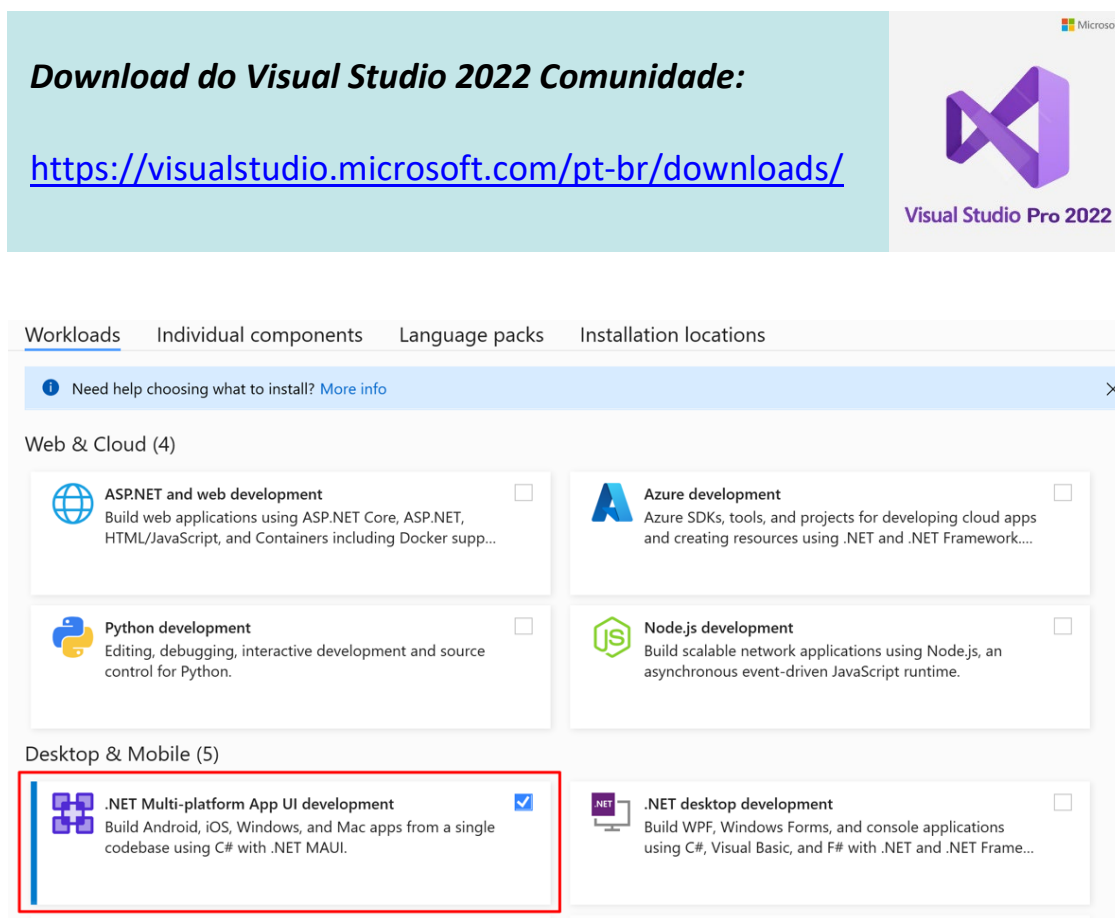 Microso
Download do Visual Studio 2022 Comunidade:
https://visualstudio.microsoft.com/pt-br/downloads/
Visual Studio Pro 2022
Workloads Individual components Language packs Installation locations
Need help choosing what to install? More info
Web & Cloud (4)
ASP.NET and web development
Build web applications using ASP.NET Core, ASP.NET,
HTML/JavaScript, and Containers including Docker supp...
Azure development
Azure SDKs, tools, and projects for developing cloud apps
and creating resources using .NET and .NET Framework....
Python development
Editing, debugging, interactive development and source
control for Python.
JS
Node.js development
Build scalable network applications using Node.js, an
asynchronous event-driven JavaScript runtime.
Desktop & Mobile (5)
.NET Multi-platform App UI development
Build Android, iOS, Windows, and Mac apps from a single
codebase using C# with .NET MAUI.
.NET
.NET desktop development
Build WPF, Windows Forms, and console applications
using C#, Visual Basic, and F# with .NET and .NET Frame...